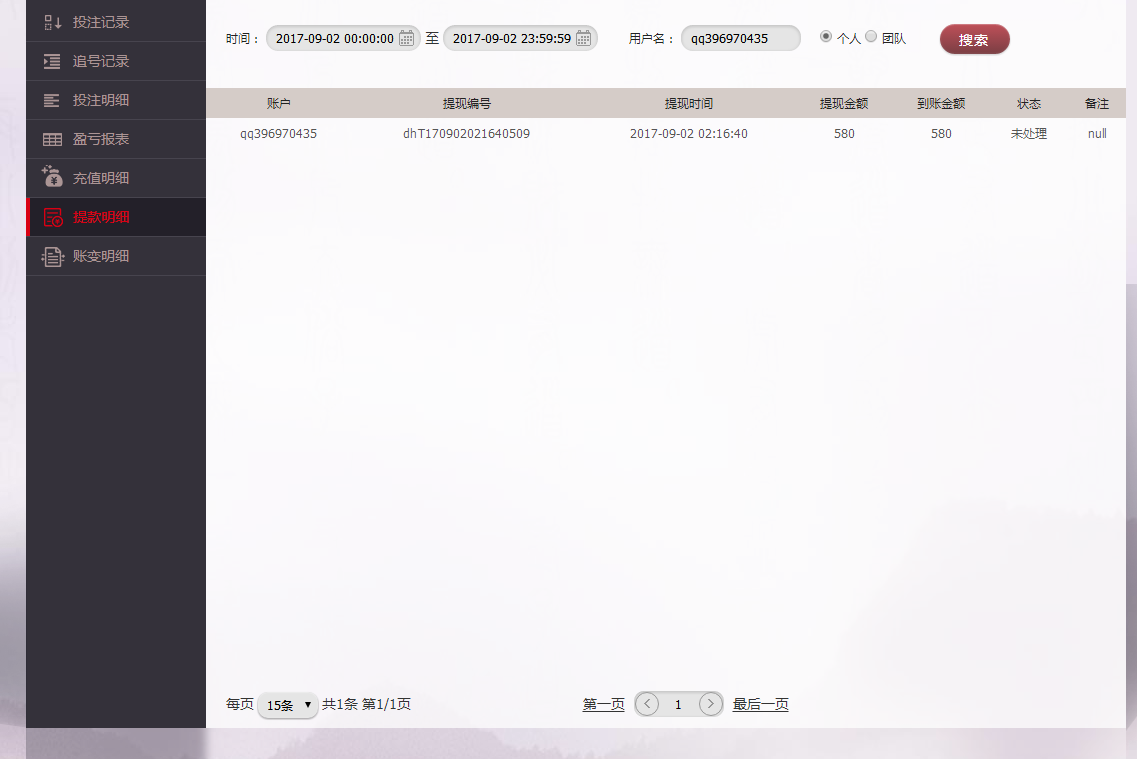 投注记录
追号记录
投注明细
盈亏报表
充值明细
提款明细
账变明细
时间： 2017-09-02 00:00:00 至 2017-09-02 23:59:59 用户名： qq396970435 个人 团队 搜索
账户 提现编号 提现时间 提现金额 到账金额 状态 备注
qq396970435 dhT170902021640509 2017-09-02 02:16:40 580 580 未处理 null
每页 15条 共1条 第1/1页 第一页 1 最后一页